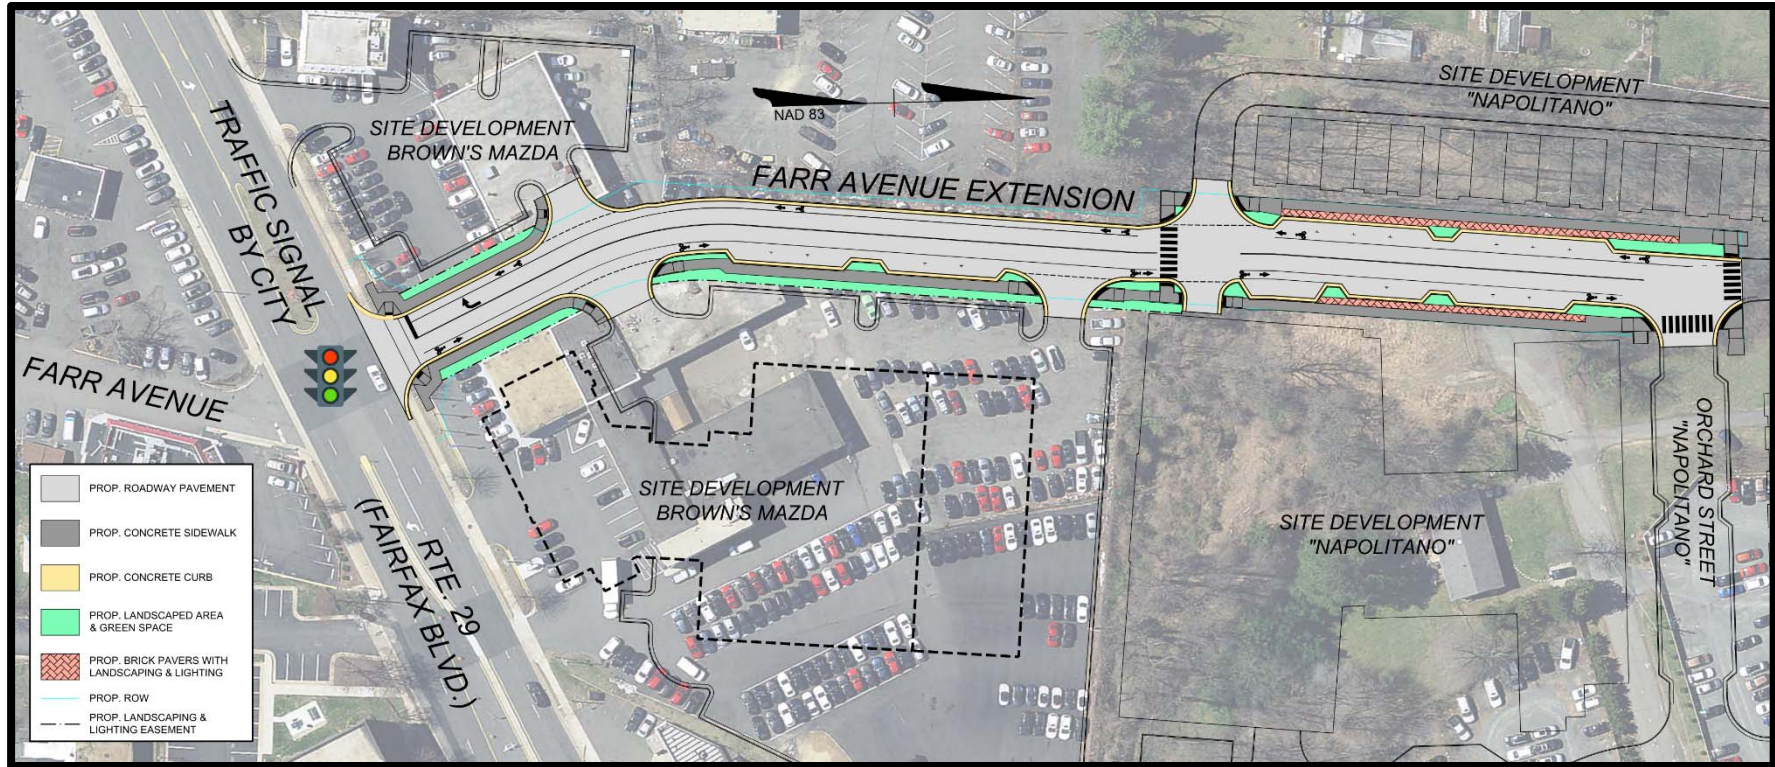 SITE DEVELOPMENT
"NAPOLITANO"
TRAFFIC SIGNAL
BY CITY
SITE DEVELOPMENT
BROWN'S MAZDA
NAD 83
FARR AVENUE EXTENSION
FARR AVENUE
RTE. 29
(FAIRFAX BLVD.)
SITE DEVELOPMENT
BROWN'S MAZDA
SITE DEVELOPMENT
"NAPOLITANO"
ORCHARD STREET
"NAPOLITANO"
PROP. ROADWAY PAVEMENT
PROP. CONCRETE SIDEWALK
PROP. CONCRETE CURB
PROP. LANDSCAPED AREA
& GREEN SPACE
PROP. BRICK PAVERS WITH
LANDSCAPING & LIGHTING
PROP. ROW
PROP. LANDSCAPING &
LIGHTING EASEMENT